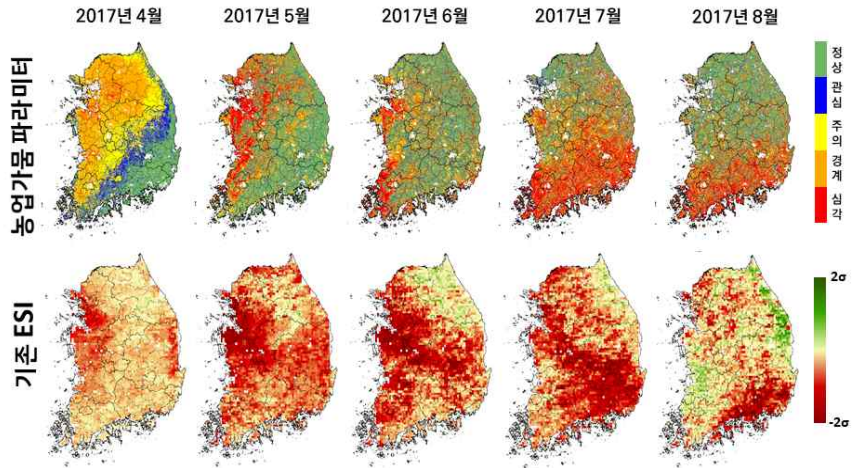 2017년 4월
2017년 5월
2017년 6월
2017년 7월
2017년 8월
농업가뭄 파라미터
정상
관심
주의
경계
심각
기존 ESI
2σ
-2σ